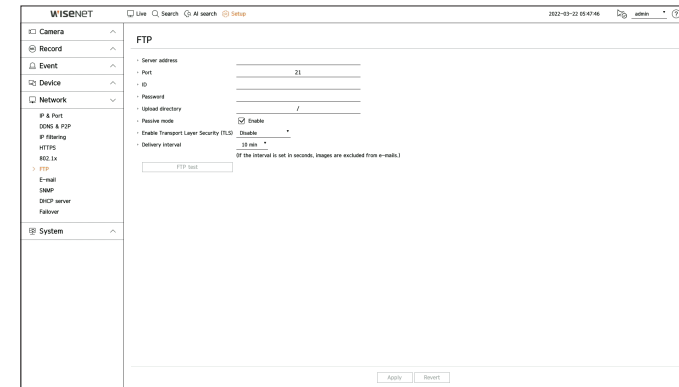 WISENET
Live Search AI search Setup
2022-03-22 05:47:46 admin ?
Camera
Record
Event
Device
Network
IP & Port
DDNS & P2P
IP filtering
HTTPS
802.1x
> FTP
E-mail
SNMP
DHCP server
Failover
System
FTP
Server address
Port 21
ID
Password
Upload directory /
Passive mode Enable
Enable Transport Layer Security (TLS) Disable
Delivery interval 10 min
(If the interval is set in seconds, images are excluded from e-mails.)
FTP test
Apply Revert